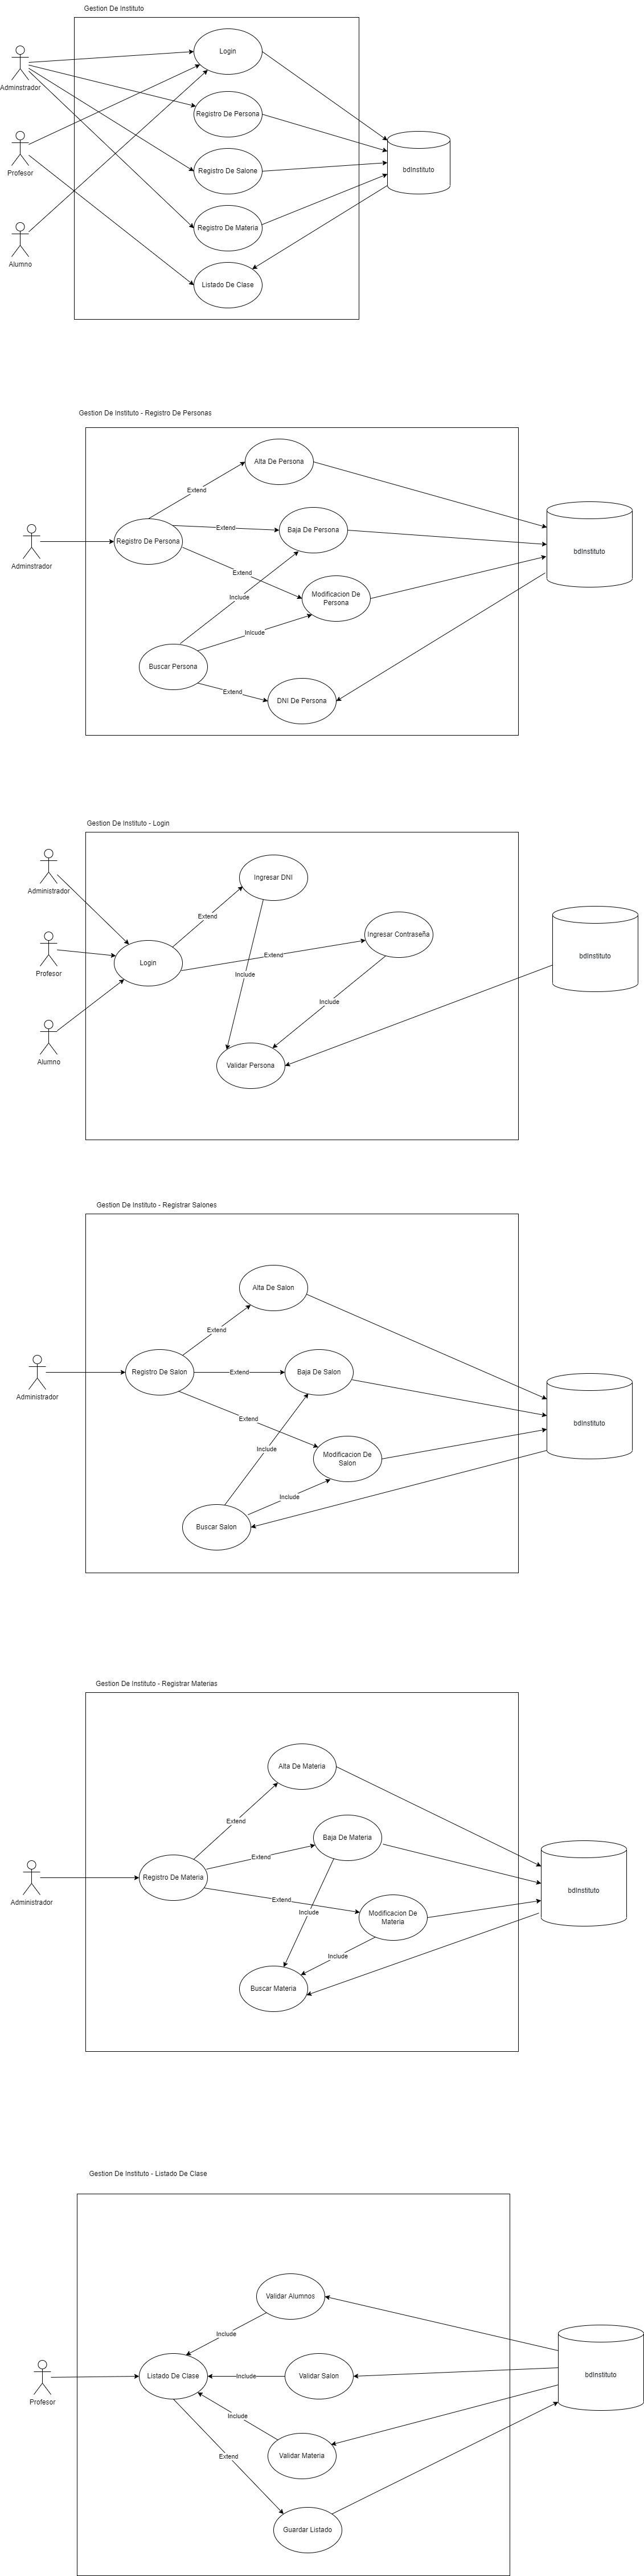 Gestion De Instituto
Login
Adminstrador
Registro De Persona
Profesor
Registro De Salone
bdInstituto
Registro De Materia
Alumno
Listado De Clase
Gestion De Instituto - Registro De Personas
Alta De Persona
Extend
Baja De Persona
Extend
Registro De Persona
Adminstrador
bdInstituto
Extend
Modificacion De
Persona
Include
Inlcude
Buscar Persona
Extend
DNI De Persona
Gestion De Instituto - Login
Ingresar DNI
Administrador
Extend
Ingresar Contraseña
Extend
Login
Profesor
bdInstituto
Include
Include
Alumno
Validar Persona
Gestion De Instituto - Registrar Salones
Alta De Salon
Extend
Registro De Salon
Extend
Baja De Salon
Administrador
Extend
bdInstituto
Include
Modificacion De
Salon
Include
Buscar Salon
Gestion De Instituto - Registrar Materias
Alta De Materia
Extend
Baja De Materia
Extend
Registro De Materia
bdInstituto
Administrador
Extend
Include
Modificacion De
Materia
Include
Buscar Materia
Gestion De Instituto - Listado De Clase
Validar Alumnos
Include
Listado De Clase
Include
Validar Salon
bdInstituto
Profesor
Include
Validar Materia
Extend
Guardar Listado